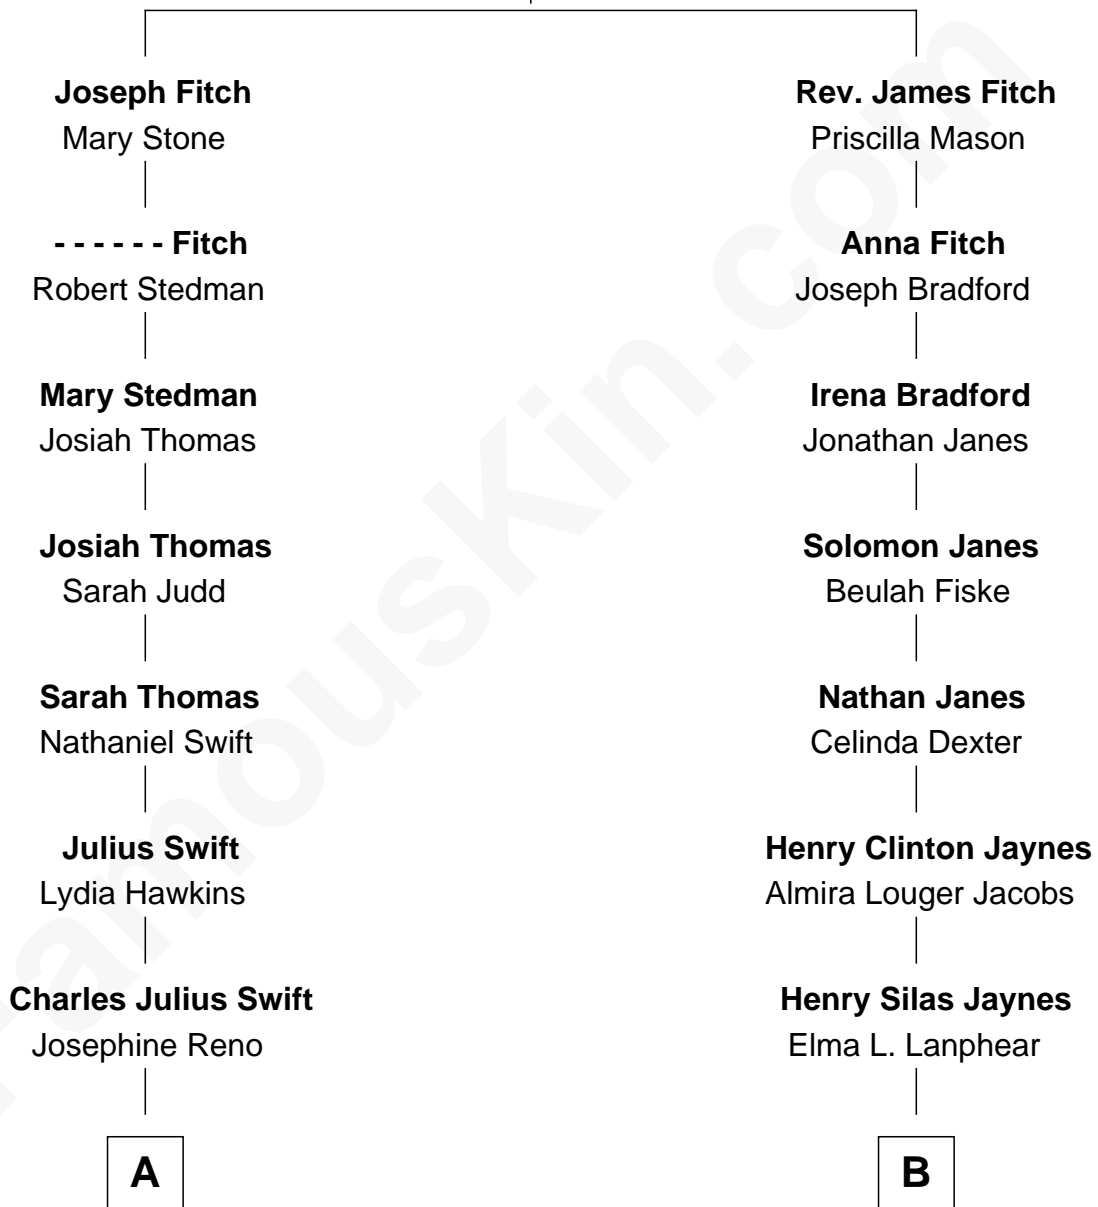 Joseph Fitch
Mary Stone
- - - - - - Fitch
Robert Stedman
Mary Stedman
Josiah Thomas
Josiah Thomas
Sarah Judd
Sarah Thomas
Nathaniel Swift
Julius Swift
Lydia Hawkins
Charles Julius Swift
Josephine Reno
A
Rev. James Fitch
Priscilla Mason
Anna Fitch
Joseph Bradford
Irena Bradford
Jonathan Janes
Solomon Janes
Beulah Fiske
Nathan Janes
Celinda Dexter
Henry Clinton Jaynes
Almira Louger Jacobs
Henry Silas Jaynes
Elma L. Lanphear
B
FamousKin.com